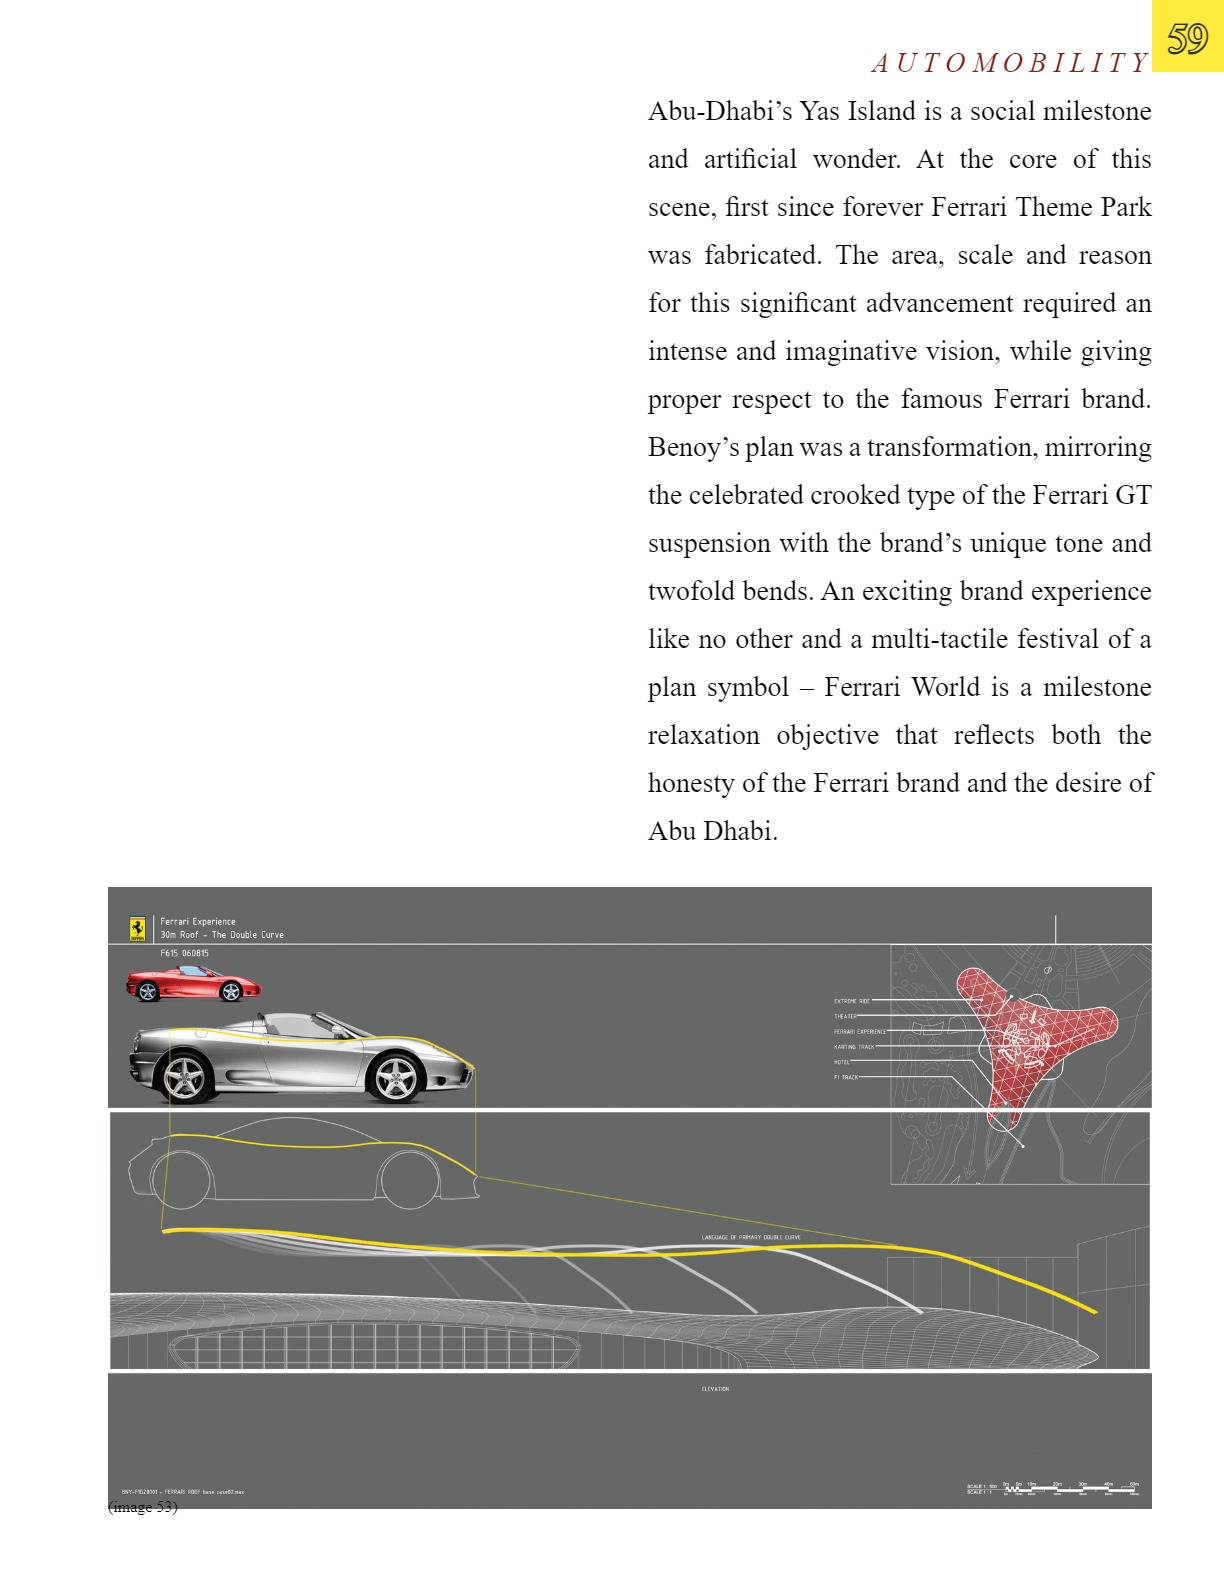 59
AUTOMOBILITY
Abu-Dhabi’s Yas Island is a social milestone
and artificial wonder. At the core of this
scene, first since forever Ferrari Theme Park
was fabricated. The area, scale and reason
for this significant advancement required an
intense and imaginative vision, while giving
proper respect to the famous Ferrari brand.
Benoy’s plan was a transformation, mirroring
the celebrated crooked type of the Ferrari GT
suspension with the brand’s unique tone and
twofold bends. An exciting brand experience
like no other and a multi-tactile festival of a
plan symbol – Ferrari World is a milestone
relaxation objective that reflects both the
honesty of the Ferrari brand and the desire of
Abu Dhabi.
Ferrari Experience
30m Roof - The Double Curve
F615 060815
EXTREME RIDE
THEATER
FERRARI EXPERIENCE
KARTING TRACK
HOTEL
F1 TRACK
LANGUAGE OF PRIMARY DOUBLE CURVE
ELEVATION
FERRARI ROOF base case02.max
SCALE 1 : 500
SCALE 1 : 1
0m 5m 10m 20m 30m 40m 50m
(image 53)